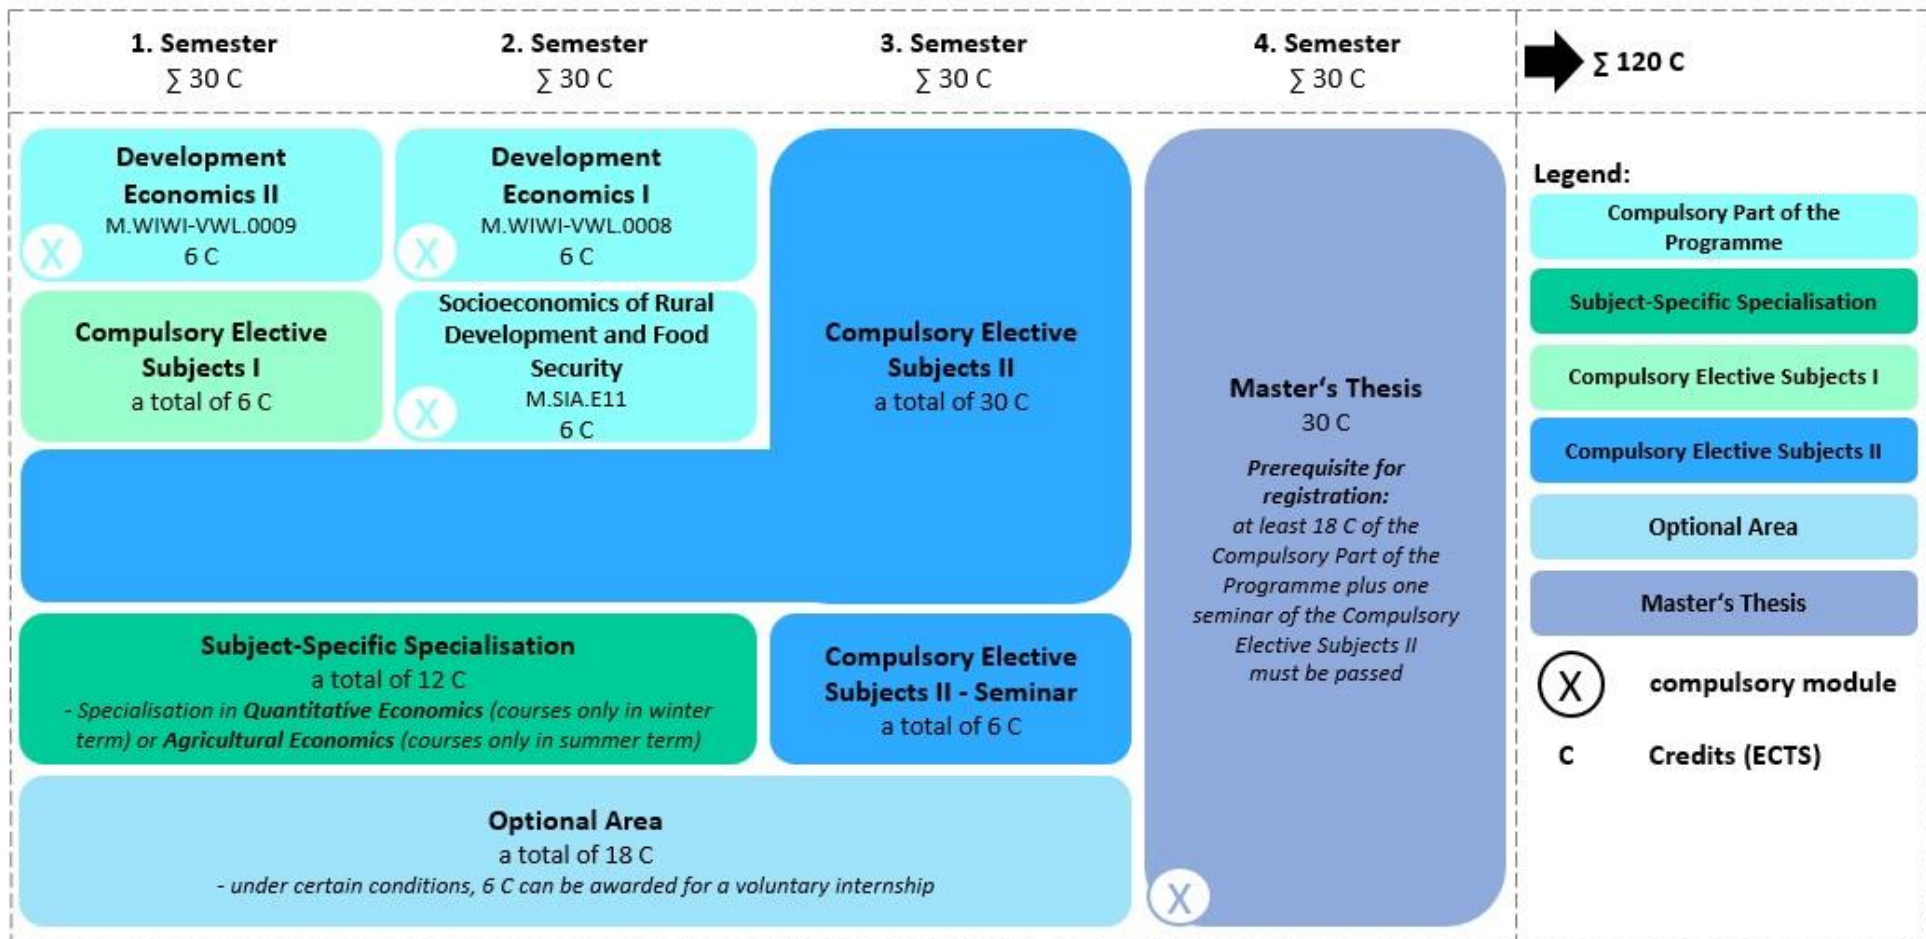 1. Semester
∑ 30 C
2. Semester
∑ 30 C
3. Semester
∑ 30 C
4. Semester
∑ 30 C
∑ 120 C
Development
Economics II
M.WIWI-VWL.0009
6 C
X
Development
Economics I
M.WIWI-VWL.0008
6 C
X
Compulsory Elective
Subjects I
a total of 6 C
Socioeconomics of Rural
Development and Food
Security
M.SIA.E11
6 C
X
Compulsory Elective
Subjects II
a total of 30 C
Master‘s Thesis
30 C
Prerequisite for
registration:
at least 18 C of the
Compulsory Part of the
Programme plus one
seminar of the Compulsory
Elective Subjects II
must be passed
X
Subject-Specific Specialisation
a total of 12 C
- Specialisation in Quantitative Economics (courses only in winter
term) or Agricultural Economics (courses only in summer term)
Compulsory Elective
Subjects II - Seminar
a total of 6 C
Optional Area
a total of 18 C
- under certain conditions, 6 C can be awarded for a voluntary internship
Legend:
Compulsory Part of the
Programme
Subject-Specific Specialisation
Compulsory Elective Subjects I
Compulsory Elective Subjects II
Optional Area
Master‘s Thesis
X compulsory module
C Credits (ECTS)